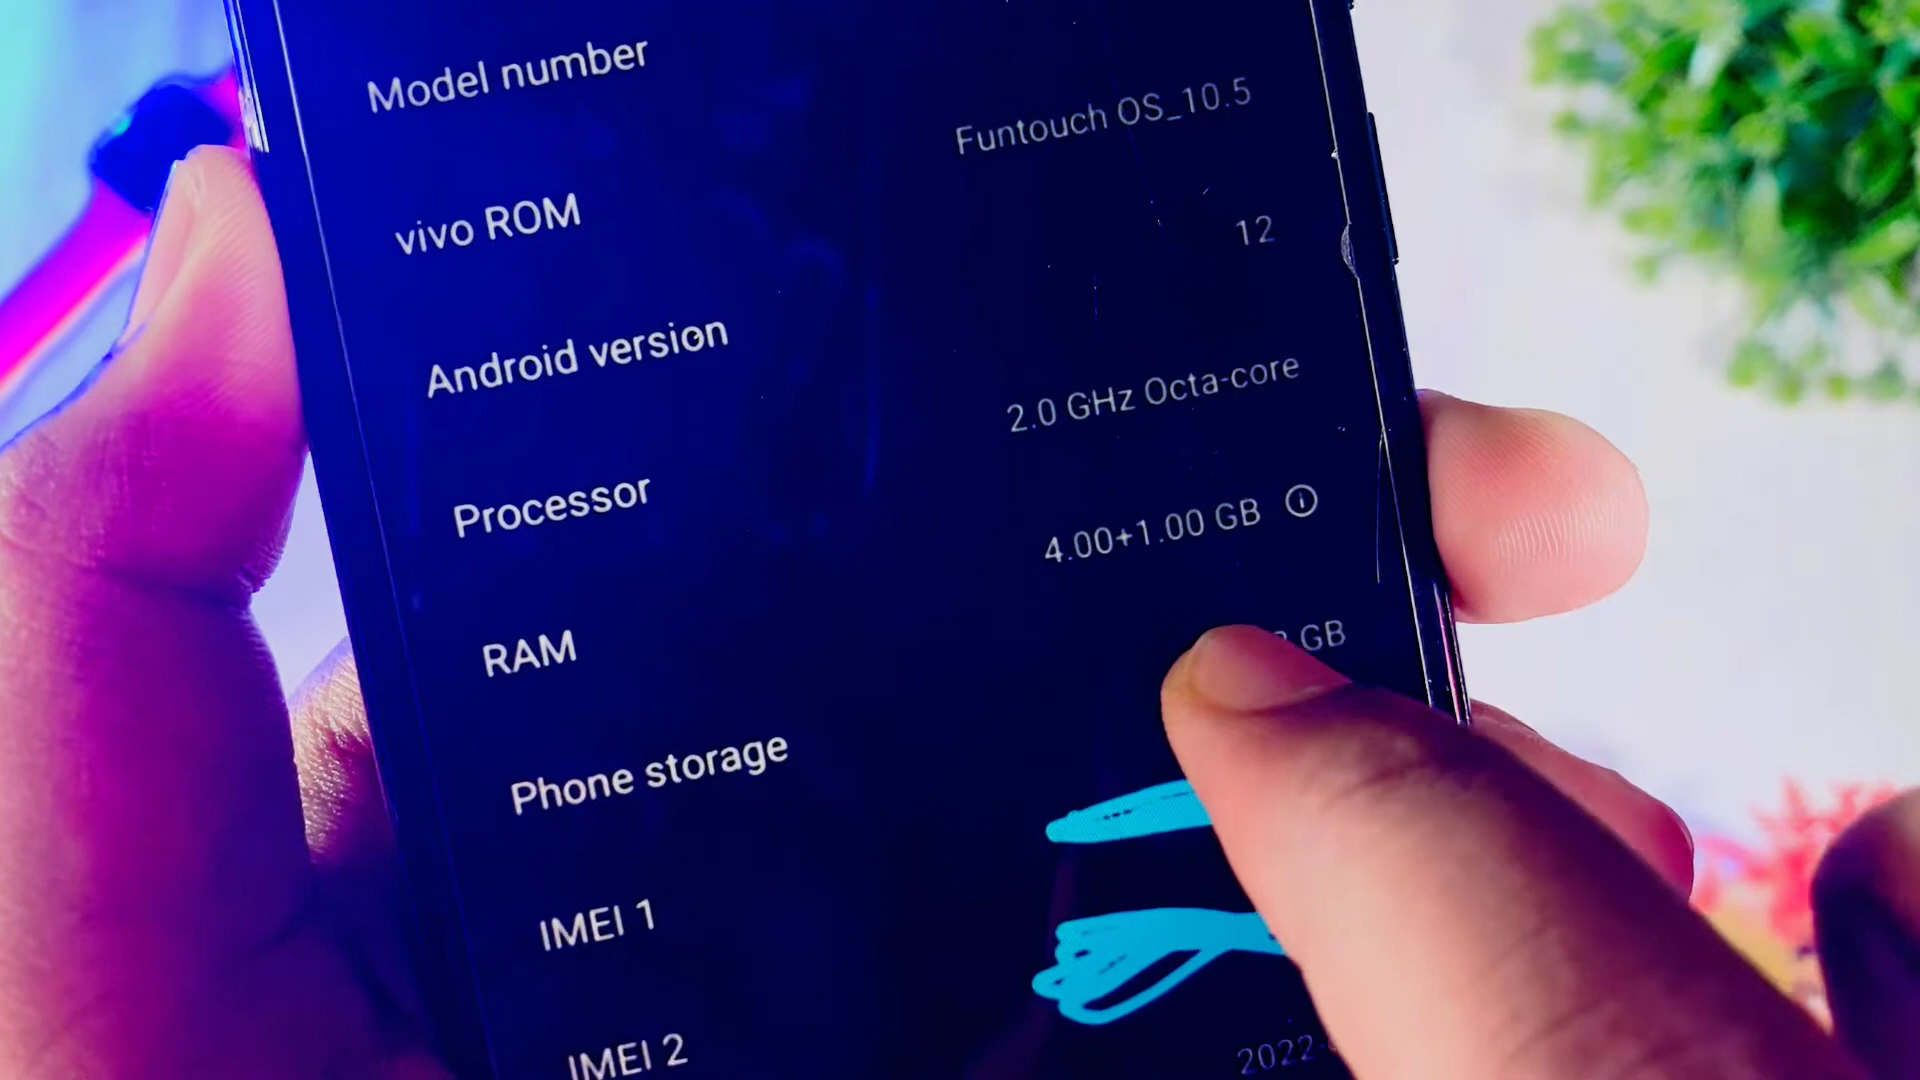 Model number
vivo ROM
Funtouch OS_10.5
Android version
12
Processor
2.0 GHz Octa-core
RAM
4.00+1.00 GB
Phone storage
GB
IMEI 1
IMEI 2
2022-